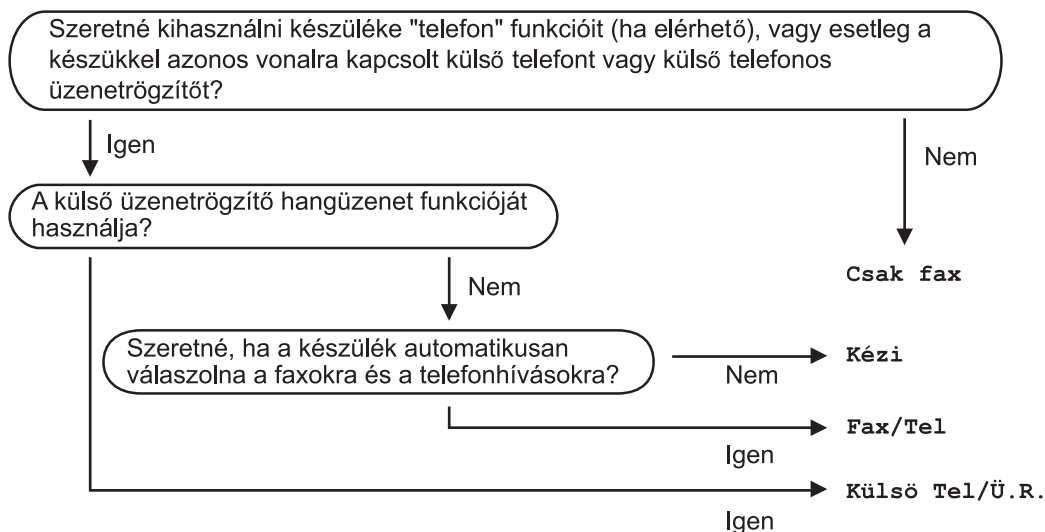 Szeretné kihasználni készüléke "telefon" funkcióit (ha elérhető), vagy esetleg a
készükkel azonos vonalra kapcsolt külső telefont vagy külső telefonos
üzenetrögzítőt?
Igen
Nem
A külső üzenetrögzítő hangüzenet funkcióját
használja?
Csak fax
Nem
Szeretné, ha a készülék automatikusan
válaszolna a faxokra és a telefonhívásokra?
Nem
Kézi
Fax/Tel
Igen
Külsö Tel/Ü.R.
Igen